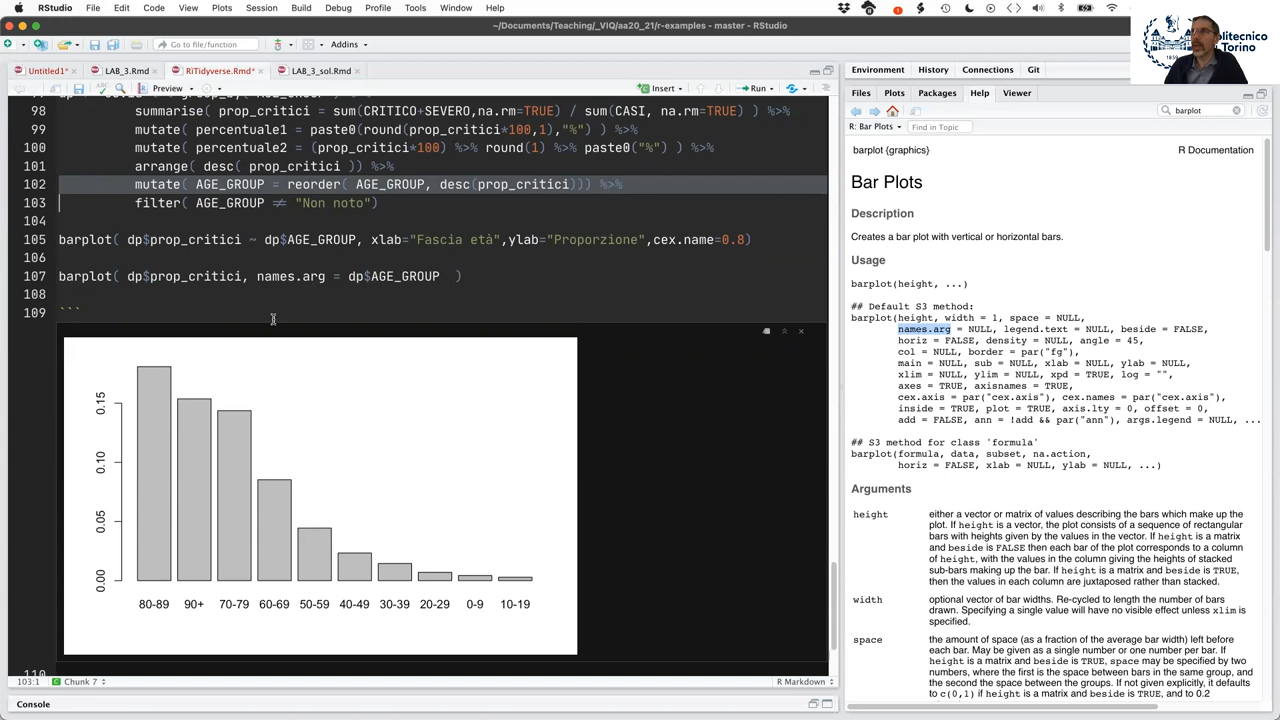 RStudio File Edit Code View Plots Session Build Debug Profile Tools Window Help
~/Documents/Teaching/_VIQ/aa20_21/r-examples - master - RStudio
Politecnico
di Torino
1859
Go to file/function Addins
Untitled1* LAB_3.Rmd RiTidyverse.Rmd* LAB_3_sol.Rmd
Preview Insert Run
98 summarise( prop_critici = sum(CRITICO+SEVERO,na.rm=TRUE) / sum(CASI, na.rm=TRUE) ) %>%
99 mutate( percentuale1 = paste0(round(prop_critici*100,1),"%") ) %>%
100 mutate( percentuale2 = (prop_critici*100) %>% round(1) %>% paste0("%") ) %>%
101 arrange( desc( prop_critici )) %>%
102 mutate( AGE_GROUP = reorder( AGE_GROUP, desc(prop_critici))) %>%
103 filter( AGE_GROUP ≠ "Non noto")
104
105 barplot( dp$prop_critici ~ dp$AGE_GROUP, xlab="Fascia età",ylab="Proporzione",cex.name=0.8)
106
107 barplot( dp$prop_critici, names.arg = dp$AGE_GROUP )
108
109 ```
0.15
0.10
0.05
0.00
80-89 90+ 70-79 60-69 50-59 40-49 30-39 20-29 0-9 10-19
110
103:1 Chunk 7 R Markdown
Console
Environment History Connections Git
Files Plots Packages Help Viewer
barplot
R: Bar Plots Find in Topic
barplot {graphics} R Documentation
Bar Plots
Description
Creates a bar plot with vertical or horizontal bars.
Usage
barplot(height, ...)
## Default S3 method:
barplot(height, width = 1, space = NULL,
names.arg = NULL, legend.text = NULL, beside = FALSE,
horiz = FALSE, density = NULL, angle = 45,
col = NULL, border = par("fg"),
main = NULL, sub = NULL, xlab = NULL, ylab = NULL,
xlim = NULL, ylim = NULL, xpd = TRUE, log = "",
axes = TRUE, axisnames = TRUE,
cex.axis = par("cex.axis"), cex.names = par("cex.axis"),
inside = TRUE, plot = TRUE, axis.lty = 0, offset = 0,
add = FALSE, ann = !add && par("ann"), args.legend = NULL, ...
## S3 method for class 'formula'
barplot(formula, data, subset, na.action,
horiz = FALSE, xlab = NULL, ylab = NULL, ...)
Arguments
height either a vector or matrix of values describing the bars which make up the
plot. If height is a vector, the plot consists of a sequence of rectangular
bars with heights given by the values in the vector. If height is a matrix
and beside is FALSE then each bar of the plot corresponds to a column
of height, with the values in the column giving the heights of stacked
sub-bars making up the bar. If height is a matrix and beside is TRUE,
then the values in each column are juxtaposed rather than stacked.
width optional vector of bar widths. Re-cycled to length the number of bars
drawn. Specifying a single value will have no visible effect unless xlim is
specified.
space the amount of space (as a fraction of the average bar width) left before
each bar. May be given as a single number or one number per bar. If
height is a matrix and beside is TRUE, space may be specified by two
numbers, where the first is the space between bars in the same group, and
the second the space between the groups. If not given explicitly, it defaults
to c(0,1) if height is a matrix and beside is TRUE, and to 0.2